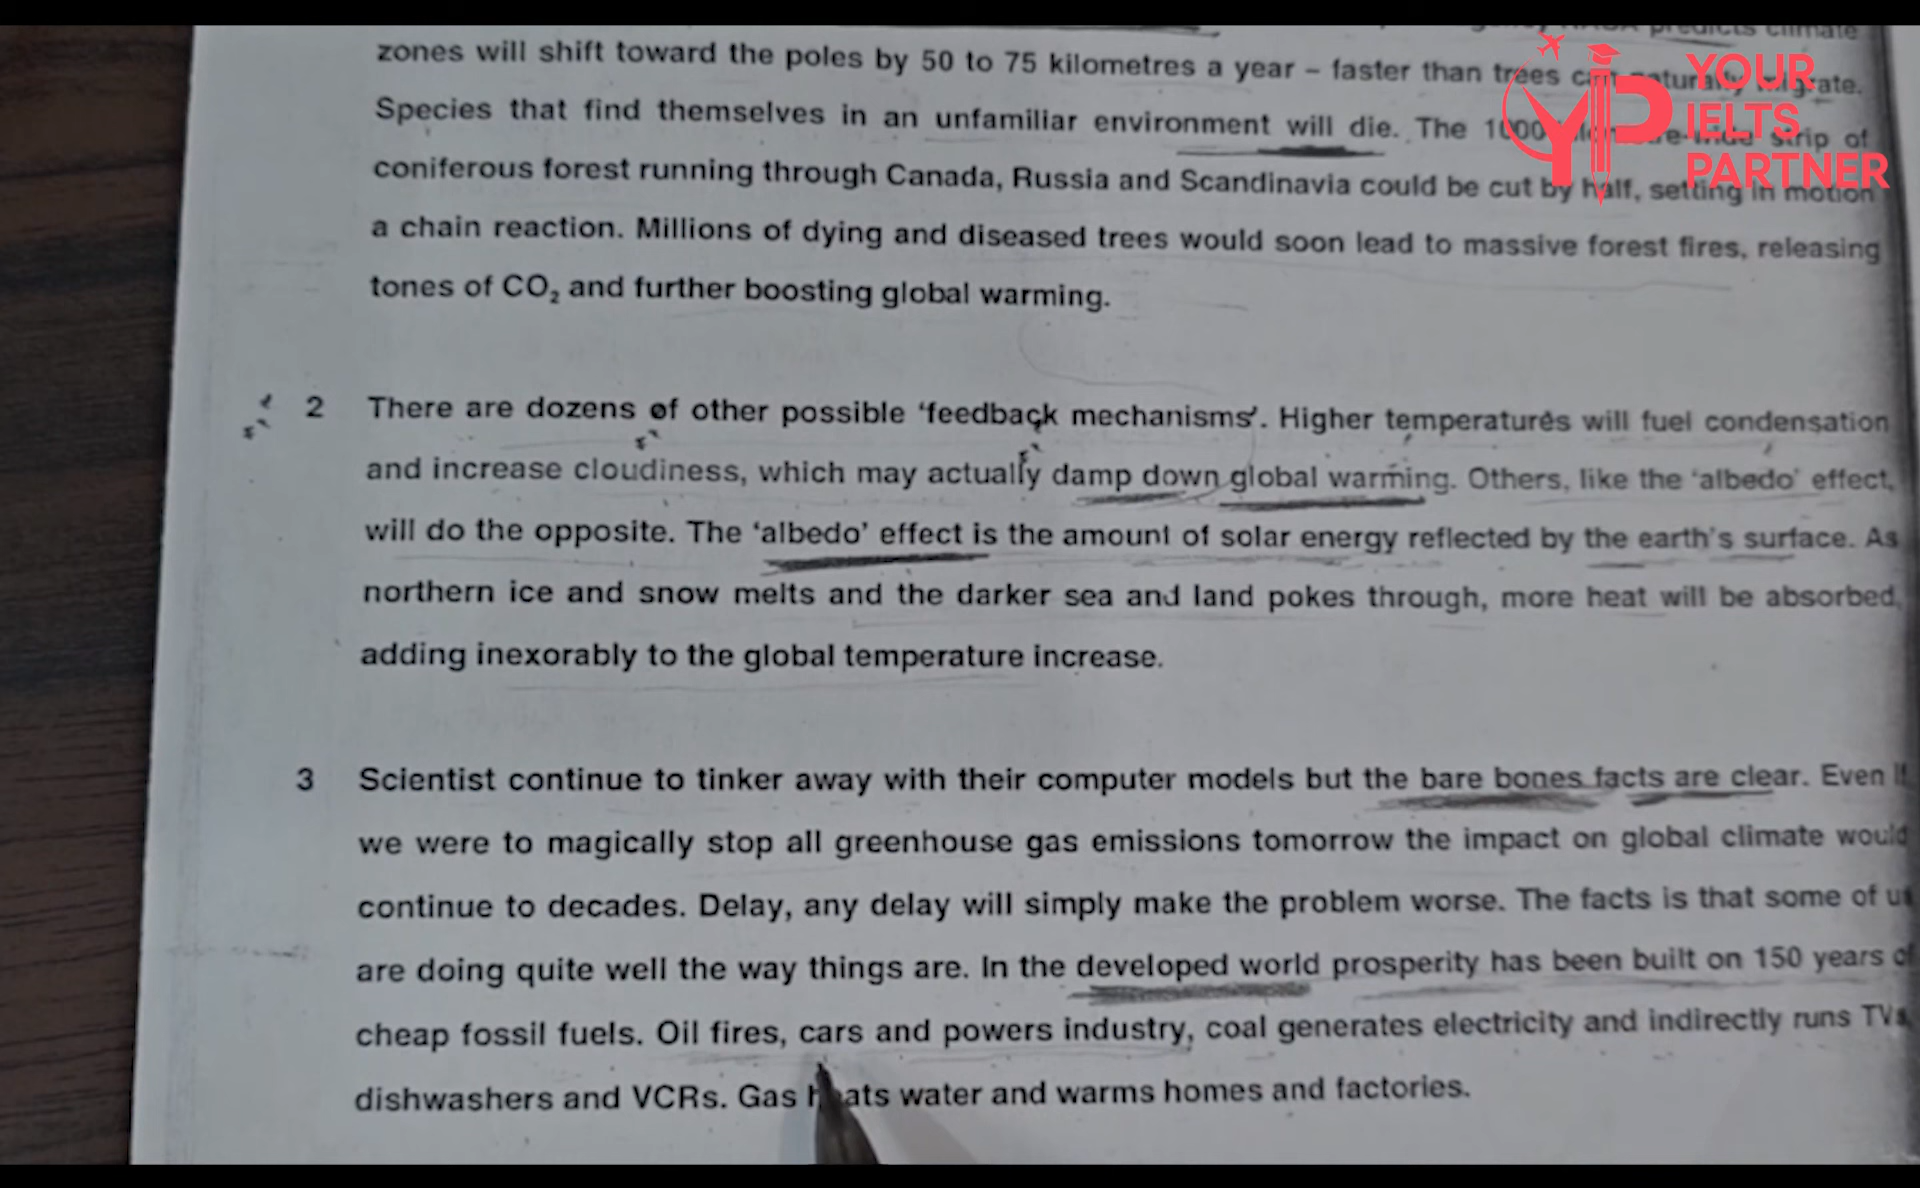 predicts climate
zones will shift toward the poles by 50 to 75 kilometres a year – faster than trees can naturally migrate.
Species that find themselves in an unfamiliar environment will die. The 1000 strip of
coniferous forest running through Canada, Russia and Scandinavia could be cut by half, setting in motion
a chain reaction. Millions of dying and diseased trees would soon lead to massive forest fires, releasing
tones of CO₂ and further boosting global warming.
2 There are dozens of other possible ‘feedback mechanisms’. Higher temperatures will fuel condensation
and increase cloudiness, which may actually damp down global warming. Others, like the ‘albedo’ effect,
will do the opposite. The ‘albedo’ effect is the amount of solar energy reflected by the earth’s surface. As
northern ice and snow melts and the darker sea and land pokes through, more heat will be absorbed,
adding inexorably to the global temperature increase.
3 Scientist continue to tinker away with their computer models but the bare bones facts are clear. Even If
we were to magically stop all greenhouse gas emissions tomorrow the impact on global climate would
continue to decades. Delay, any delay will simply make the problem worse. The facts is that some of us
are doing quite well the way things are. In the developed world prosperity has been built on 150 years of
cheap fossil fuels. Oil fires, cars and powers industry, coal generates electricity and indirectly runs TVs,
dishwashers and VCRs. Gas heats water and warms homes and factories.
YOUR
IELTS
PARTNER